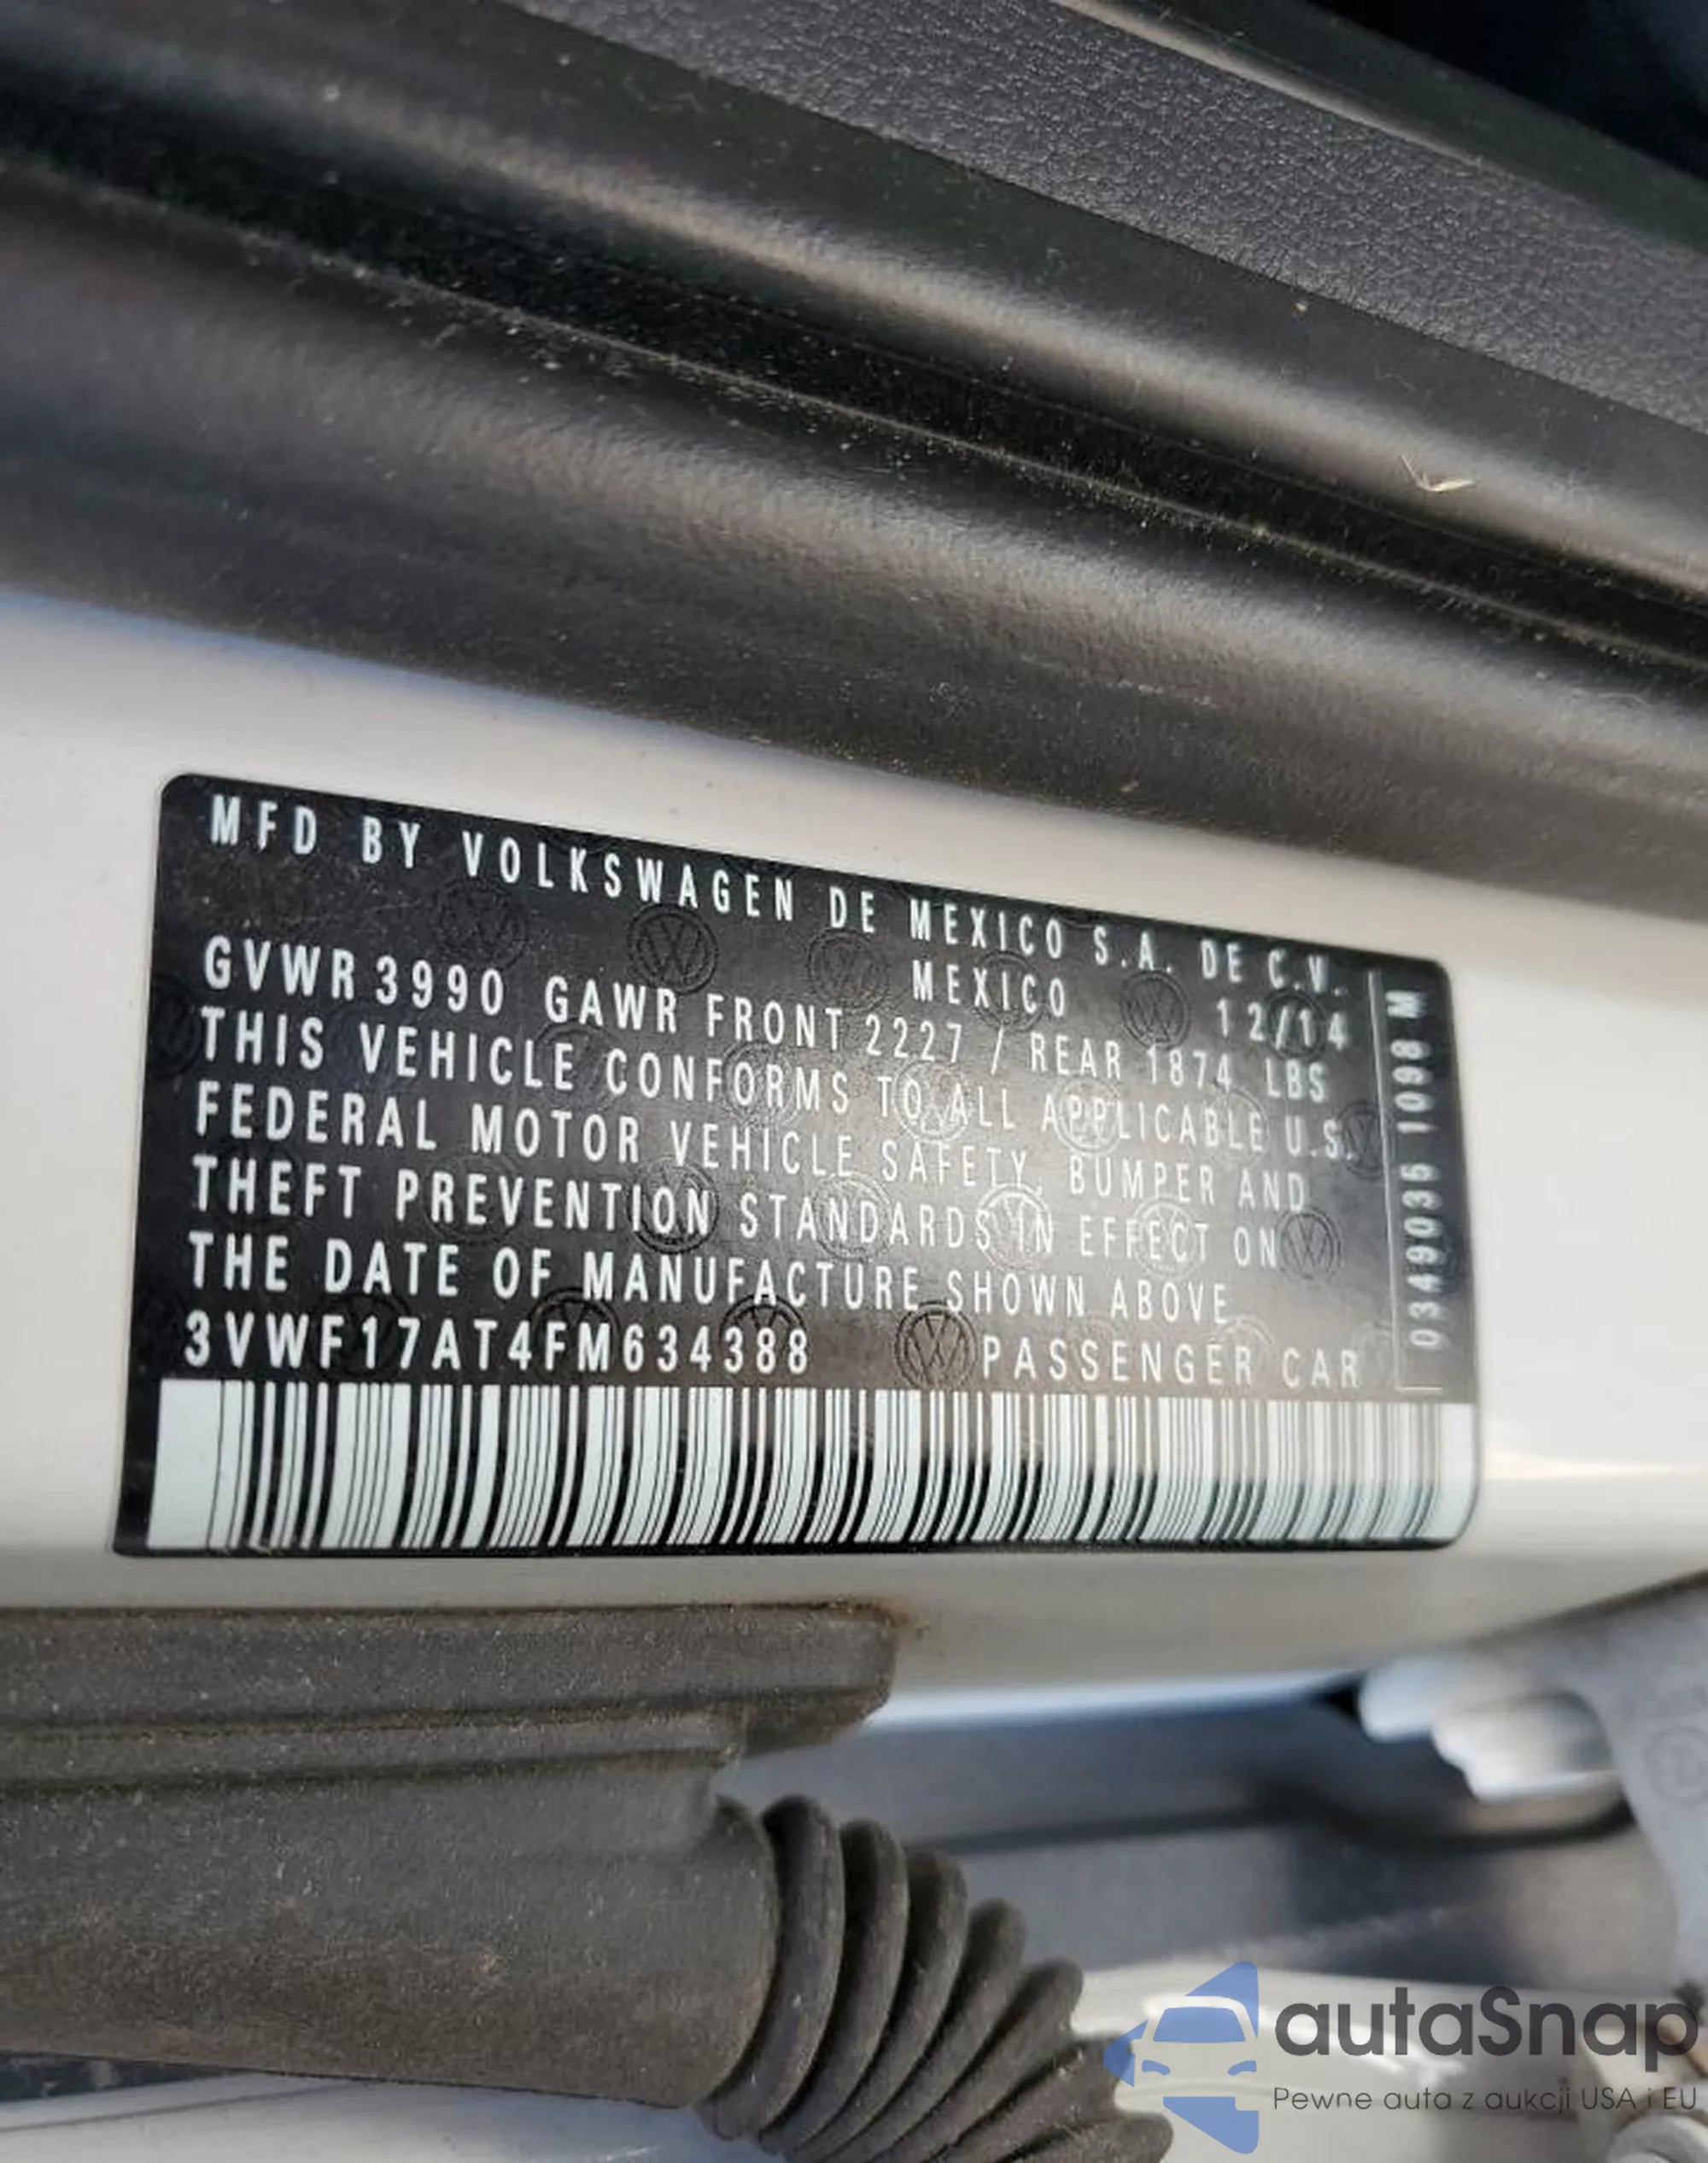 MFD BY VOLKSWAGEN DE MEXICO S.A. DE C.V.
MEXICO 12/14
GVWR 3990 GAWR FRONT 2227 / REAR 1874 LBS
THIS VEHICLE CONFORMS TO ALL APPLICABLE U.S.
FEDERAL MOTOR VEHICLE SAFETY, BUMPER AND
THEFT PREVENTION STANDARDS IN EFFECT ON
THE DATE OF MANUFACTURE SHOWN ABOVE
3VWF17AT4FM634388 PASSENGER CAR
0349035 1098 M
autaSnap
Pewne auta z aukcji USA i EU